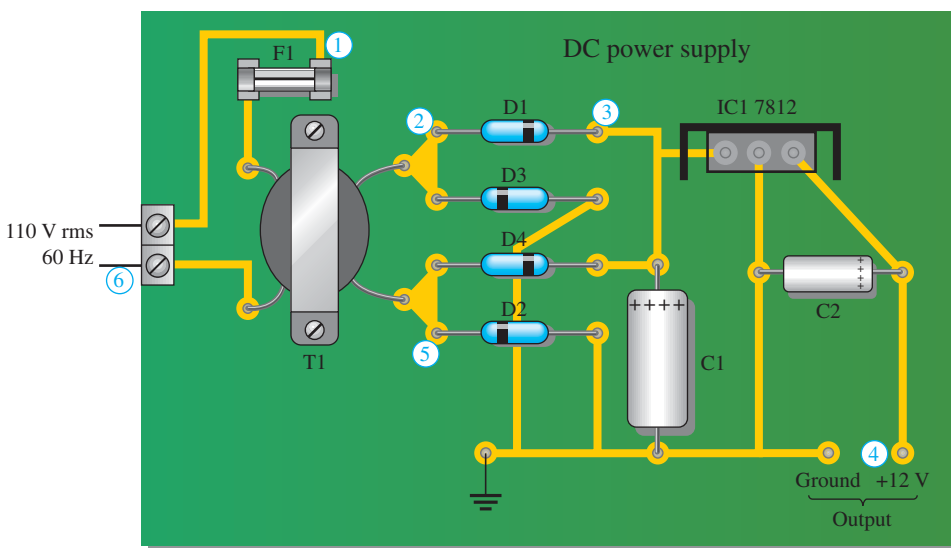 DC power supply
F1
1
D1
3
IC1 7812
2
D3
110 V rms
60 Hz
6
D4
D2
5
T1
++++
C1
++++
C2
4
Ground +12 V
Output